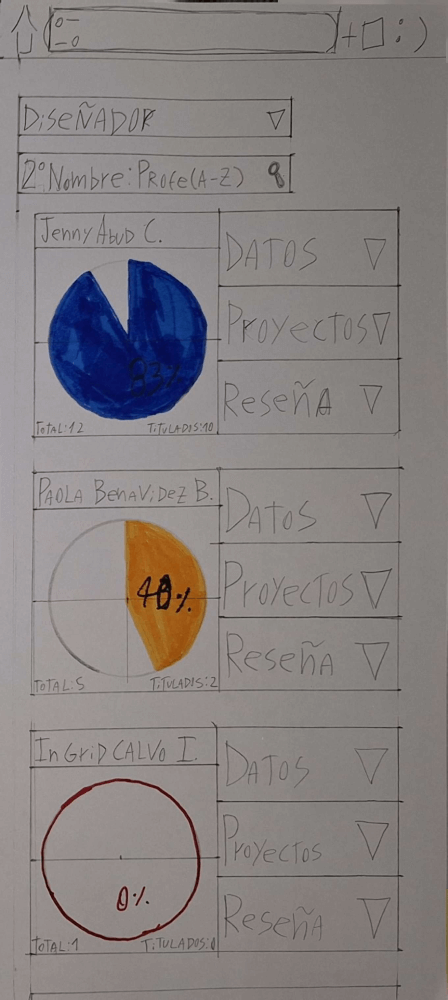 DiSEÑADOR
2°Nombre: Profe(A-Z)
Jenny Abud C.
DATOS
Proyectos
Reseña
83%
TOTAL:12
TiTULADOS:10
PAOLA BenaViDeZ B.
DATOS
Proyectos
Reseña
40%
TOTAL:5
TiTULADOS:2
InGriD CALVO I.
DATOS
Proyectos
Reseña
0%
TOTAL:1
TiTULADOS:0